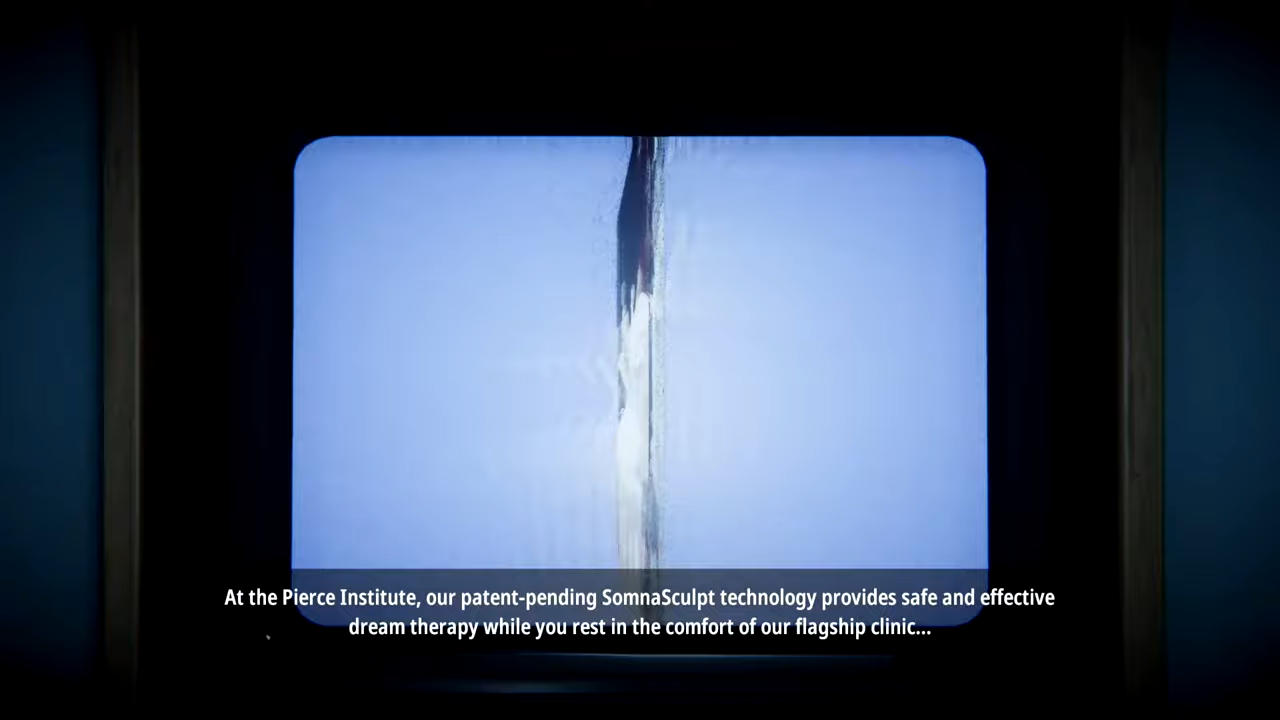 At the Pierce Institute, our patent-pending SomnaSculpt technology provides safe and effective
dream therapy while you rest in the comfort of our flagship clinic...